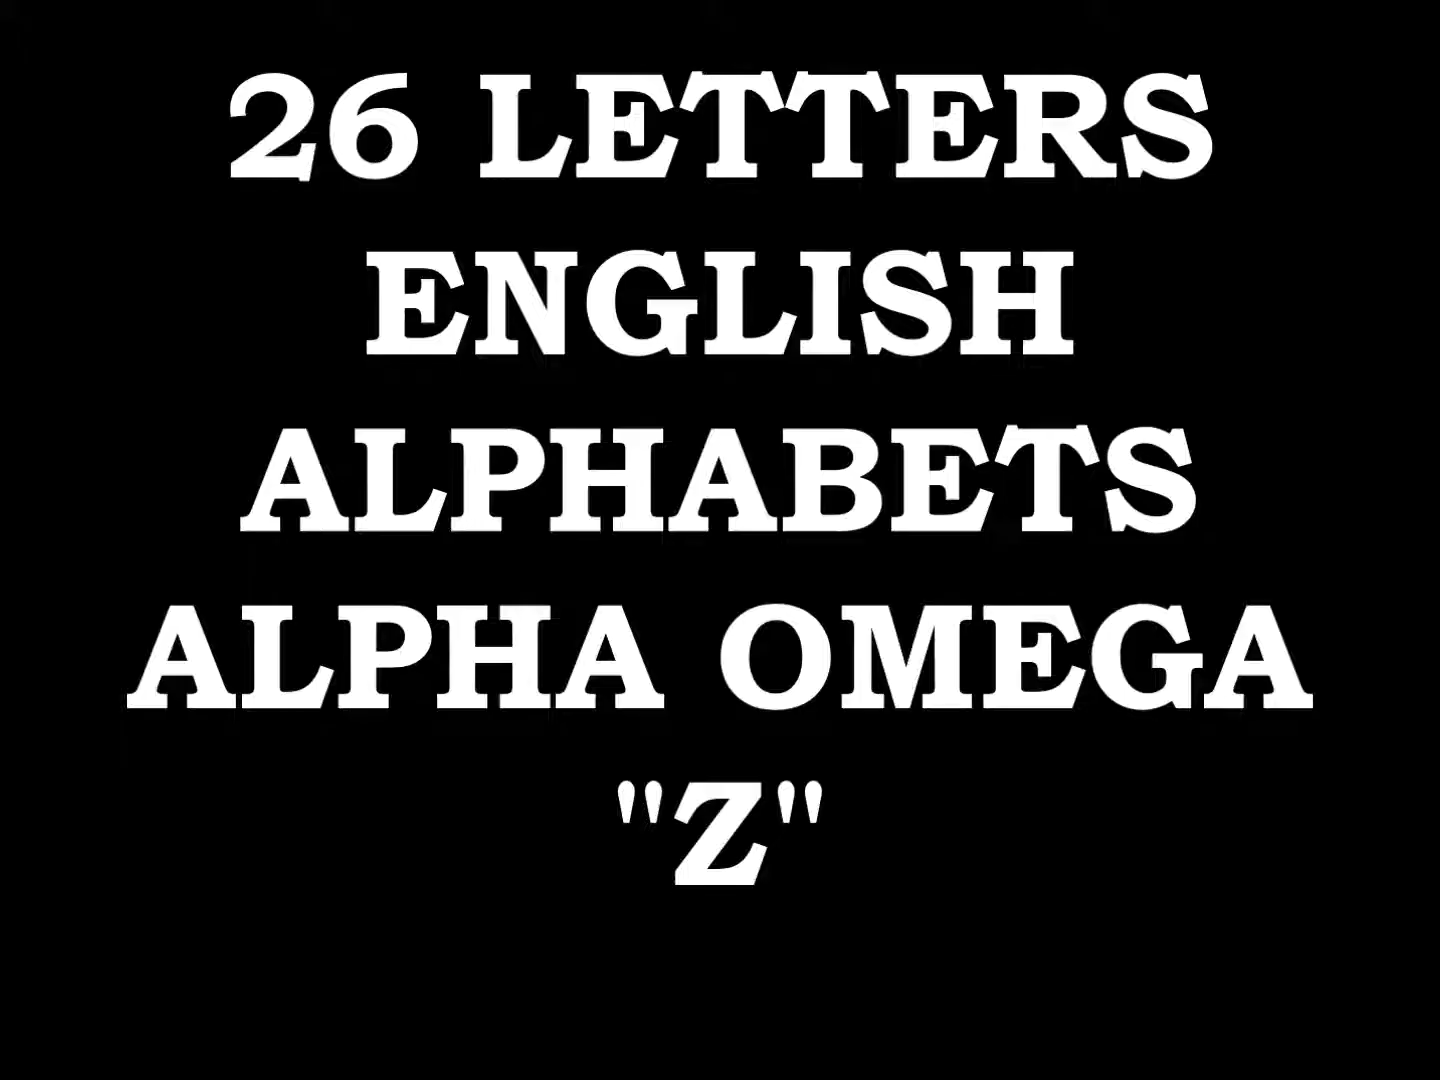 26 LETTERS
ENGLISH
ALPHABETS
ALPHA OMEGA
"Z"